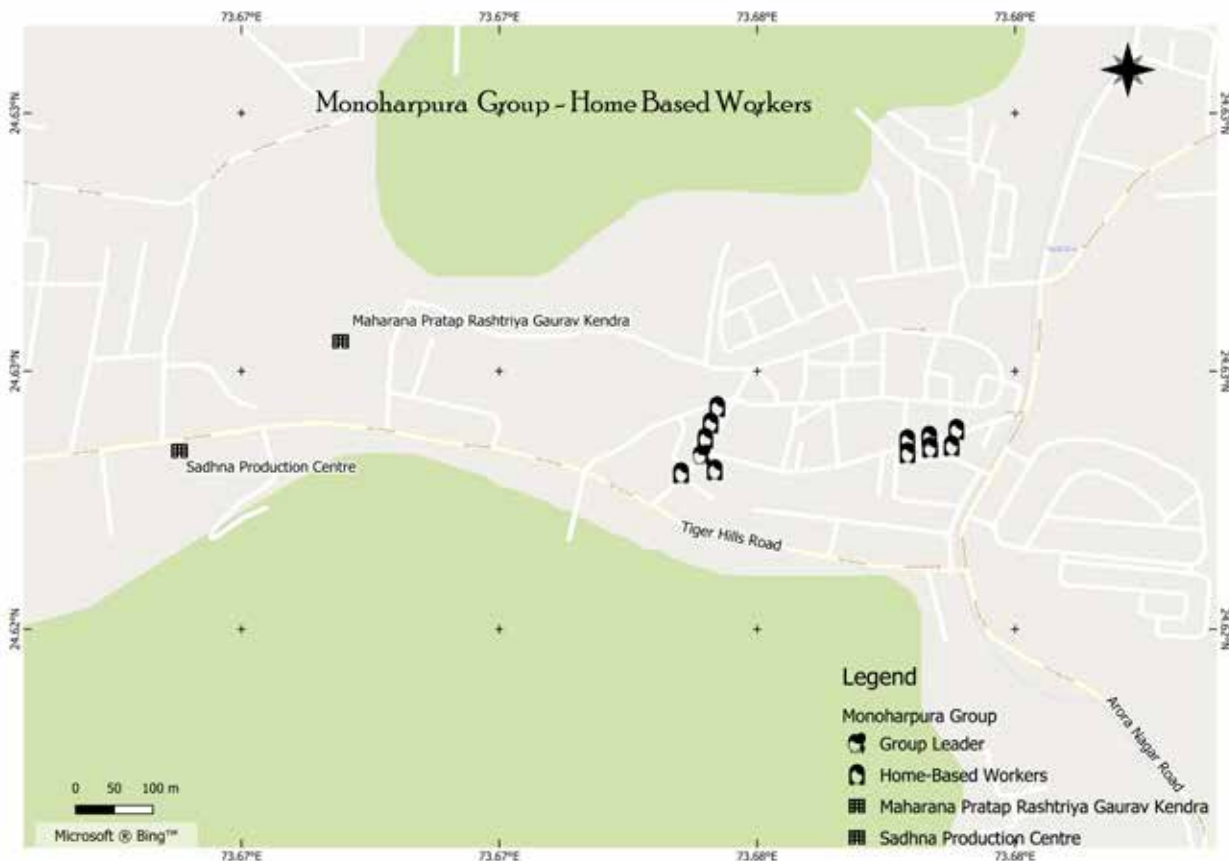 73.67°E 73.67°E 73.68°E 73.68°E
Monoharpura Group - Home Based Workers
24.63°N 24.63°N
Maharana Pratap Rashtriya Gaurav Kendra
24.63°N 24.63°N
Sadhna Production Centre
Tiger Hills Road
24.62°N 24.62°N
Legend
Monoharpura Group
Group Leader
Home-Based Workers
Maharana Pratap Rashtriya Gaurav Kendra
Sadhna Production Centre
Arora Nagar Road
0 50 100 m
Microsoft ® Bing™
73.67°E 73.67°E 73.68°E 73.68°E